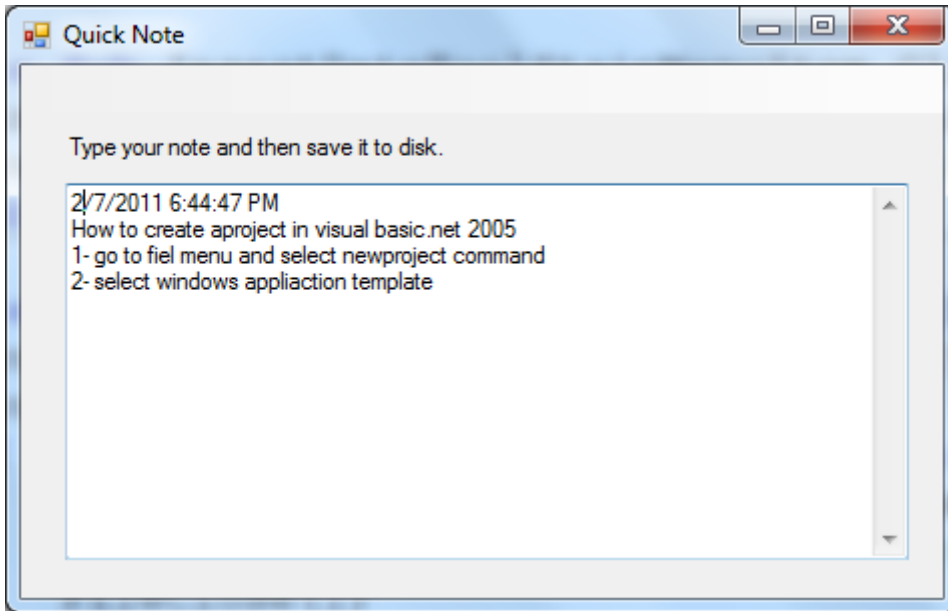 Quick Note
Type your note and then save it to disk.
2/7/2011 6:44:47 PM
How to create aproject in visual basic.net 2005
1- go to fiel menu and select newproject command
2- select windows appliaction template